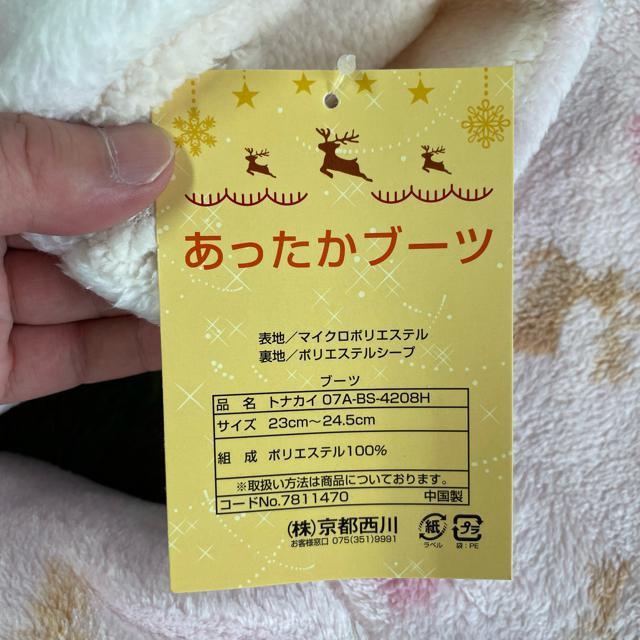 あったかブーツ
表地／マイクロポリエステル
裏地／ポリエステルシープ
ブーツ
品 名 トナカイ 07A-BS-4208H
サイズ 23cm～24.5cm
組 成 ポリエステル100%
※取扱い方法は商品についております。
コードNo.7811470 中国製
(株)京都西川
お客様窓口 075(351)9991
紙
ラベル
プラ
袋：PE